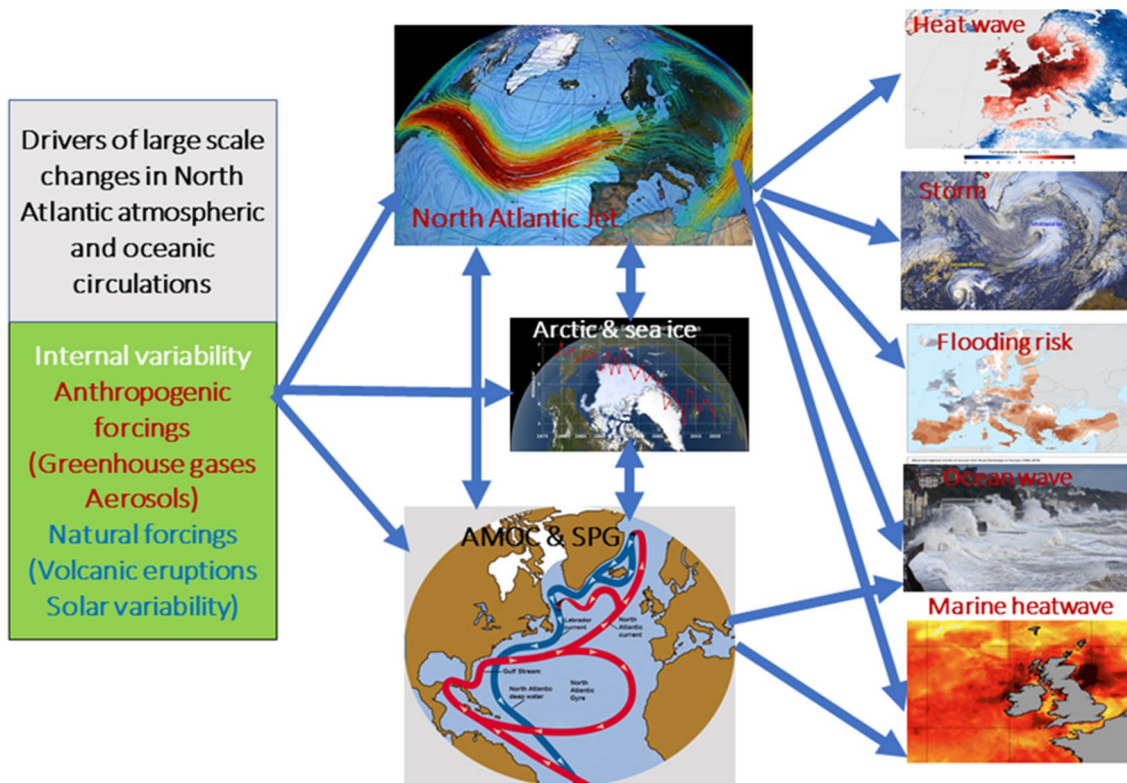 Drivers of large scale
changes in North
Atlantic atmospheric
and oceanic
circulations
Internal variability
Anthropogenic
forcings
(Greenhouse gases
Aerosols)
Natural forcings
(Volcanic eruptions
Solar variability)
North Atlantic Jet
Arctic & sea ice
AMOC & SPG
Labrador
current
North
Atlantic
current
Gulf Stream
North Atlantic
deep water
North
Atlantic
Gyre
Heat wave
Temperature Anomaly (°C)
Storm
Flooding risk
Ocean wave
Marine heatwave